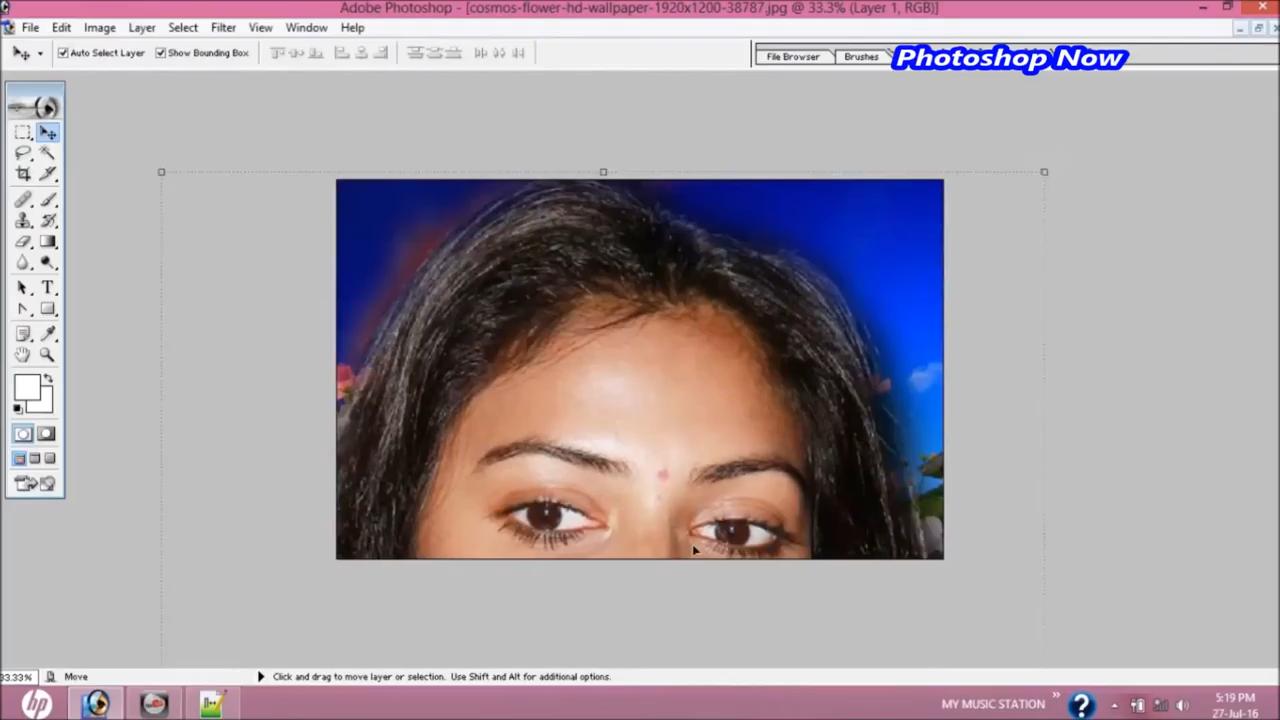 Adobe Photoshop - [cosmos-flower-hd-wallpaper-1920x1200-38787.jpg @ 33.3% (Layer 1, RGB)]
File Edit Image Layer Select Filter View Window Help
Auto Select Layer Show Bounding Box File Browser Brushes
Photoshop Now
T
33.33% Move Click and drag to move layer or selection. Use Shift and Alt for additional options.
hp MY MUSIC STATION » ? 5:19 PM
27-Jul-16